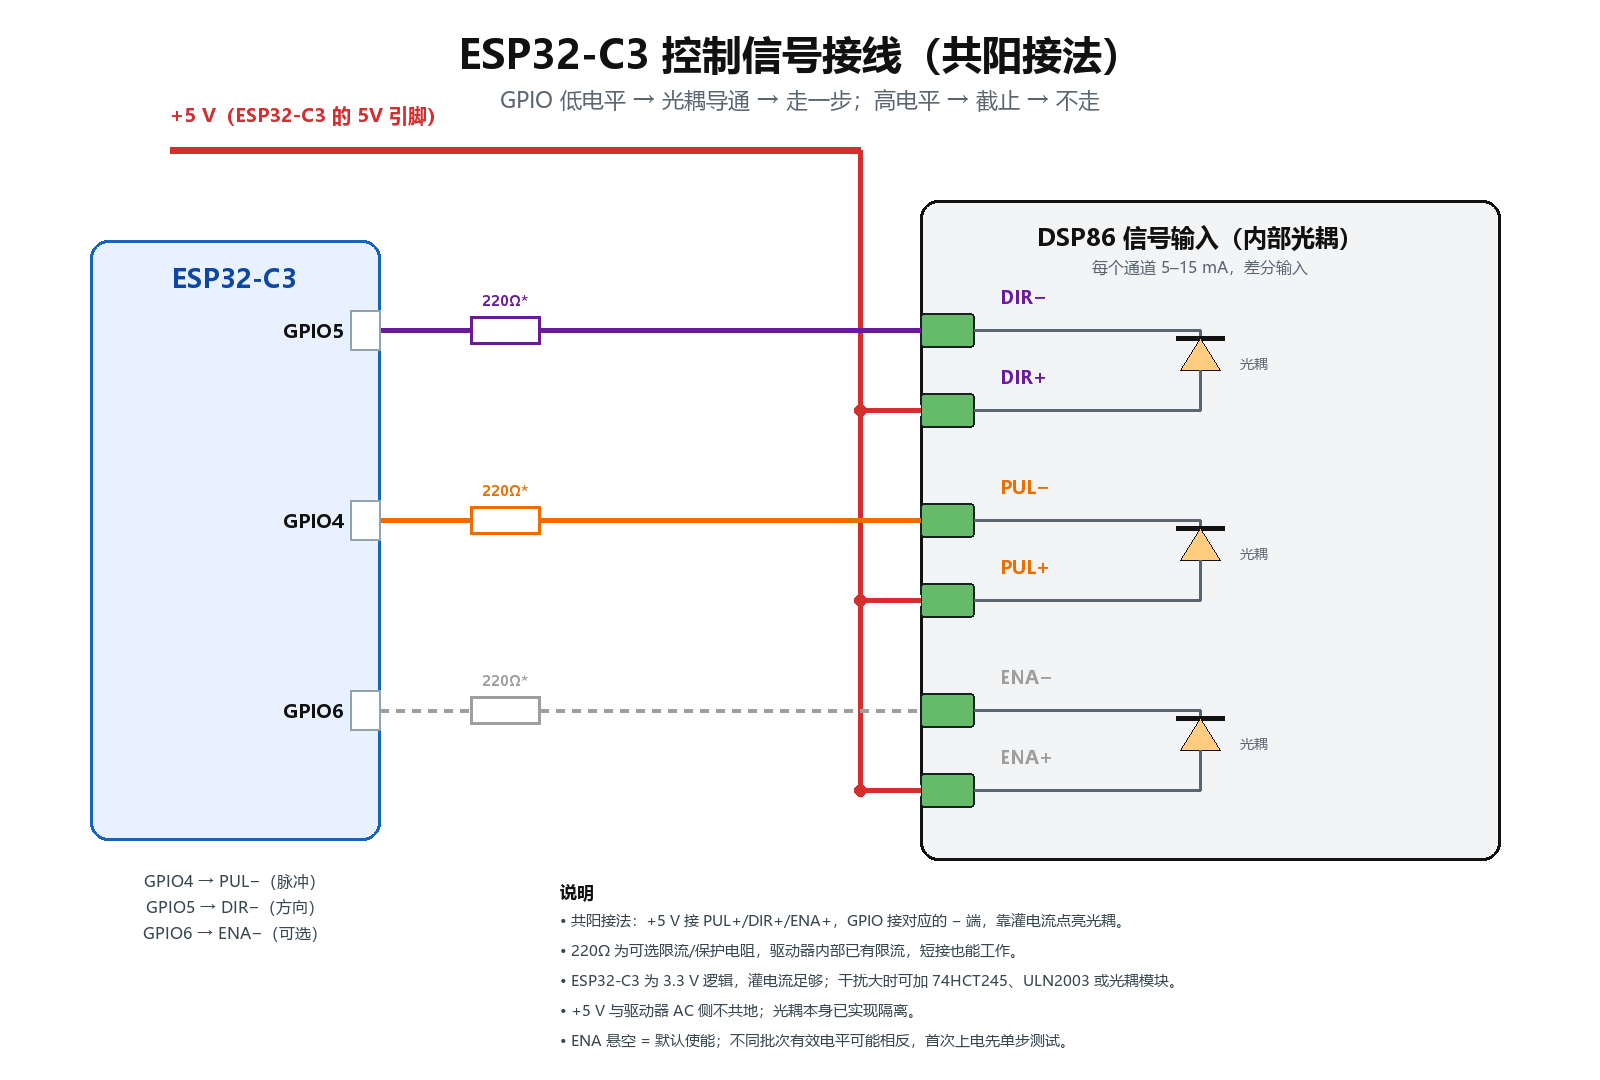 ESP32-C3 控制信号接线（共阳接法）
GPIO 低电平 → 光耦导通 → 走一步；高电平 → 截止 → 不走
+5 V（ESP32-C3 的 5V 引脚）
ESP32-C3
GPIO5
220Ω*
GPIO4
220Ω*
GPIO6
220Ω*
DSP86 信号输入（内部光耦）
每个通道 5–15 mA，差分输入
DIR−
光耦
DIR+
PUL−
光耦
PUL+
ENA−
光耦
ENA+
GPIO4 → PUL−（脉冲）
GPIO5 → DIR−（方向）
GPIO6 → ENA−（可选）
说明
• 共阳接法：+5 V 接 PUL+/DIR+/ENA+，GPIO 接对应的 − 端，靠灌电流点亮光耦。
• 220Ω 为可选限流/保护电阻，驱动器内部已有限流，短接也能工作。
• ESP32-C3 为 3.3 V 逻辑，灌电流足够；干扰大时可加 74HCT245、ULN2003 或光耦模块。
• +5 V 与驱动器 AC 侧不共地；光耦本身已实现隔离。
• ENA 悬空 = 默认使能；不同批次有效电平可能相反，首次上电先单步测试。